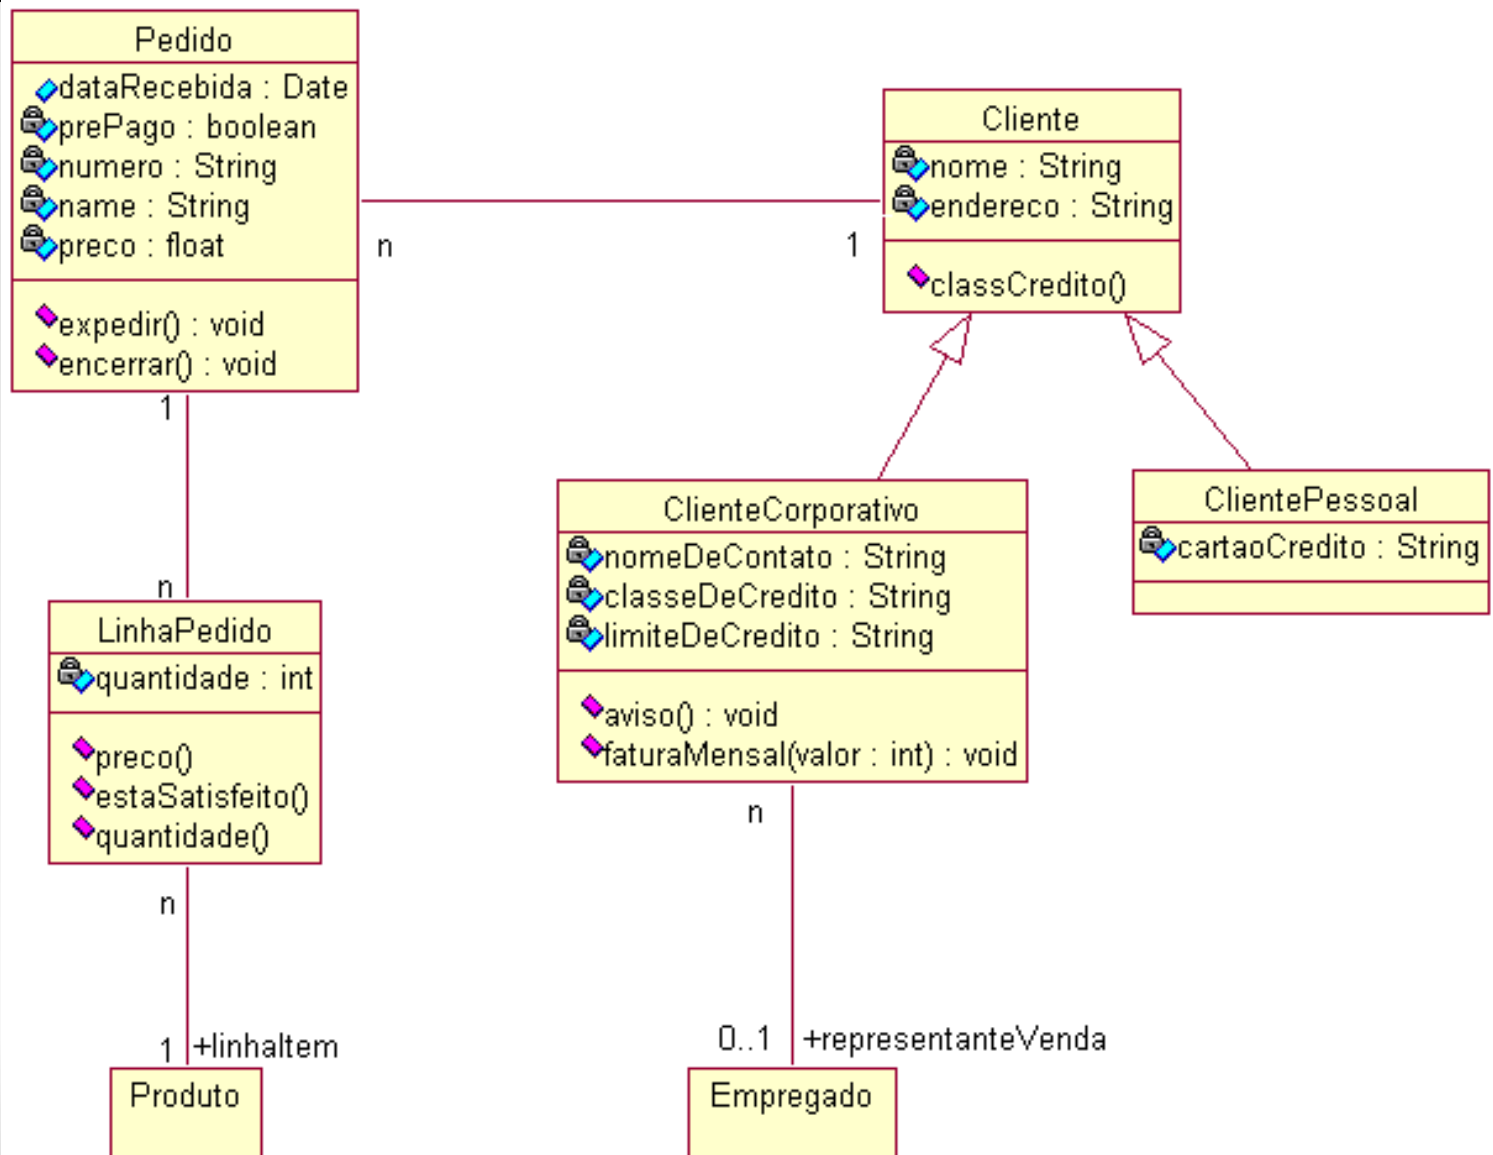 Pedido
dataRecebida : Date
prePago : boolean
numero : String
name : String
preco : float
expedir() : void
encerrar() : void
n
1
Cliente
nome : String
endereco : String
classCredito()
1
n
LinhaPedido
quantidade : int
preco()
estaSatisfeito()
quantidade()
n
1
+linhaItem
Produto
ClienteCorporativo
nomeDeContato : String
classeDeCredito : String
limiteDeCredito : String
aviso() : void
faturaMensal(valor : int) : void
n
0..1
+representanteVenda
Empregado
ClientePessoal
cartaoCredito : String